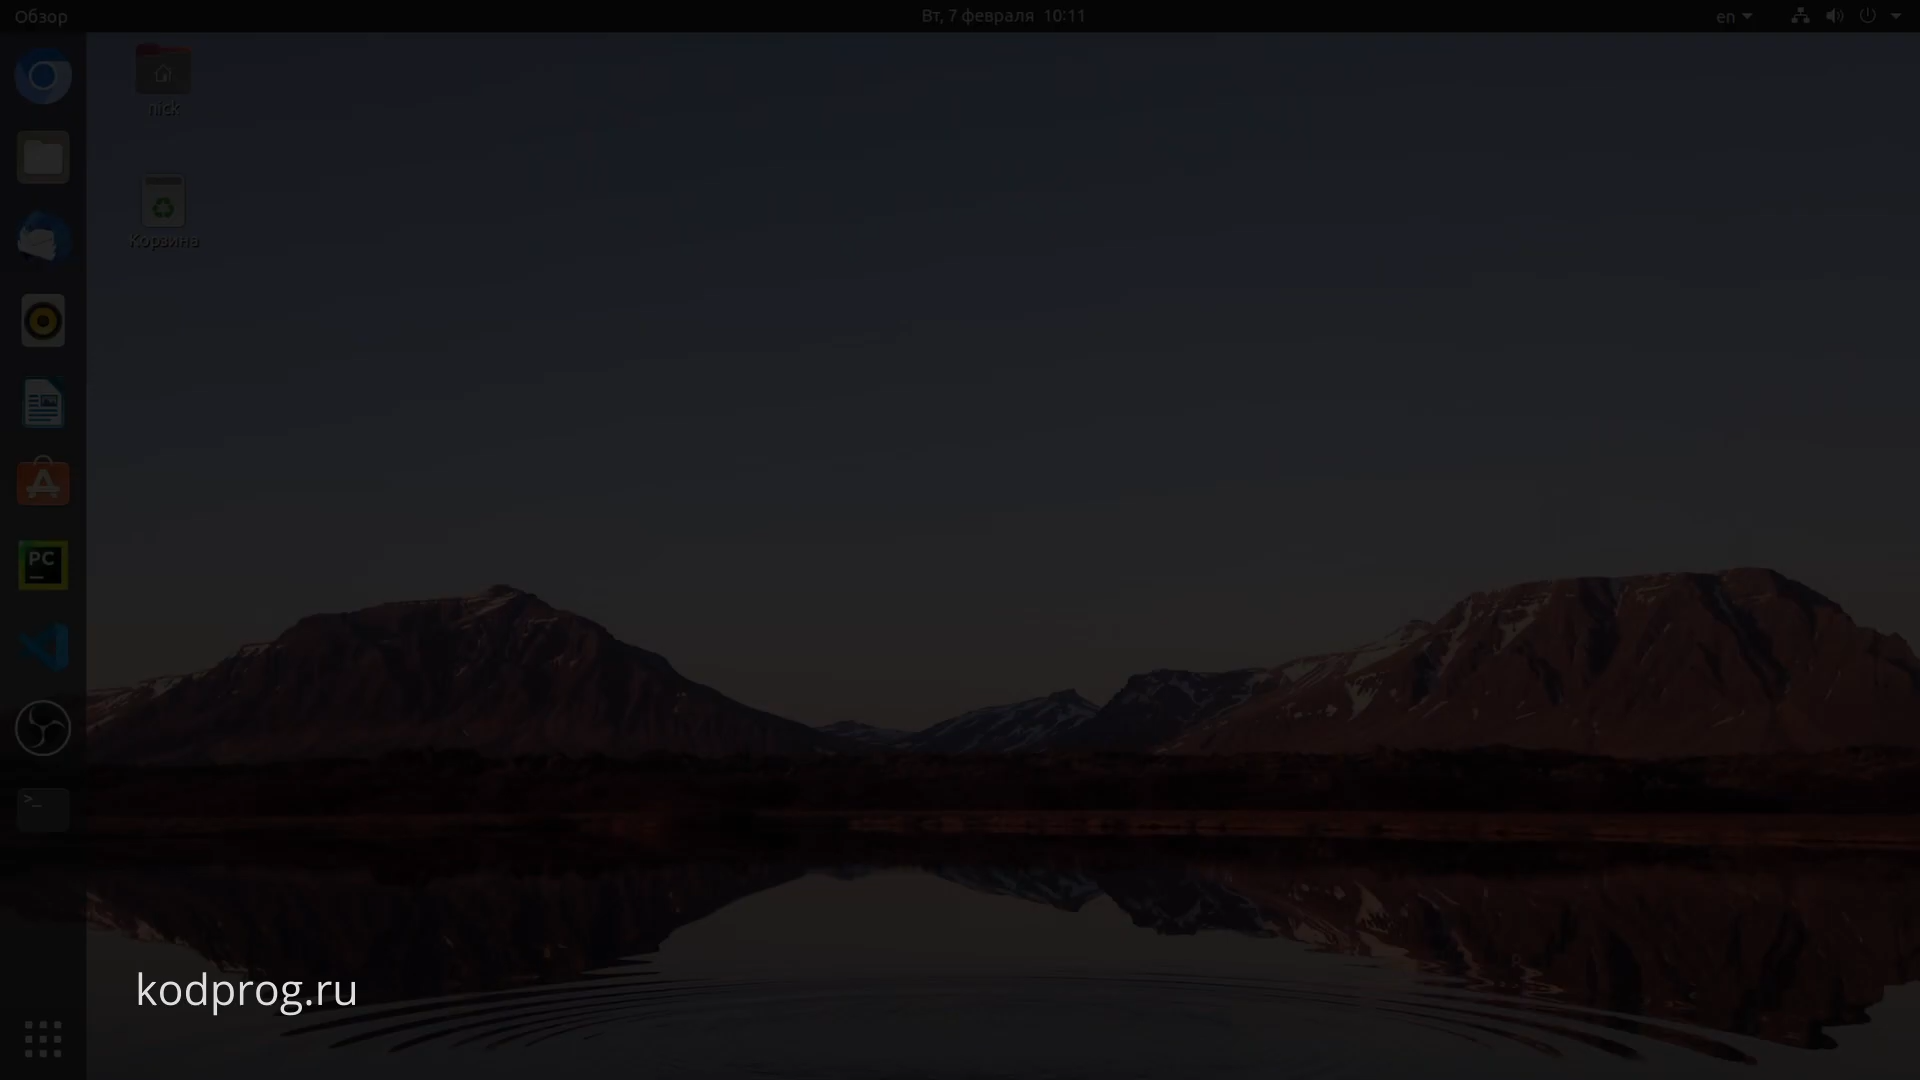 Обзор
Вт, 7 февраля 10:11
en
nick
Корзина
PC
>_
kodprog.ru